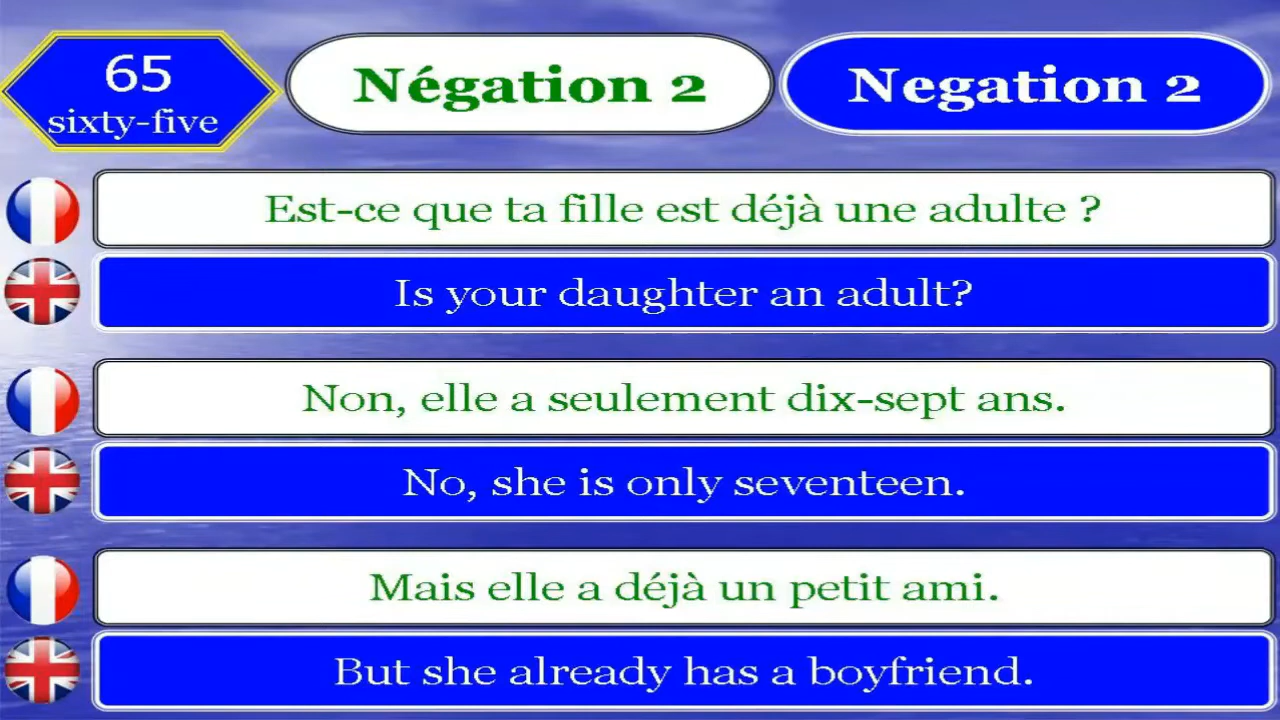 65
sixty-five
Négation 2
Negation 2
Est-ce que ta fille est déjà une adulte ?
Is your daughter an adult?
Non, elle a seulement dix-sept ans.
No, she is only seventeen.
Mais elle a déjà un petit ami.
But she already has a boyfriend.